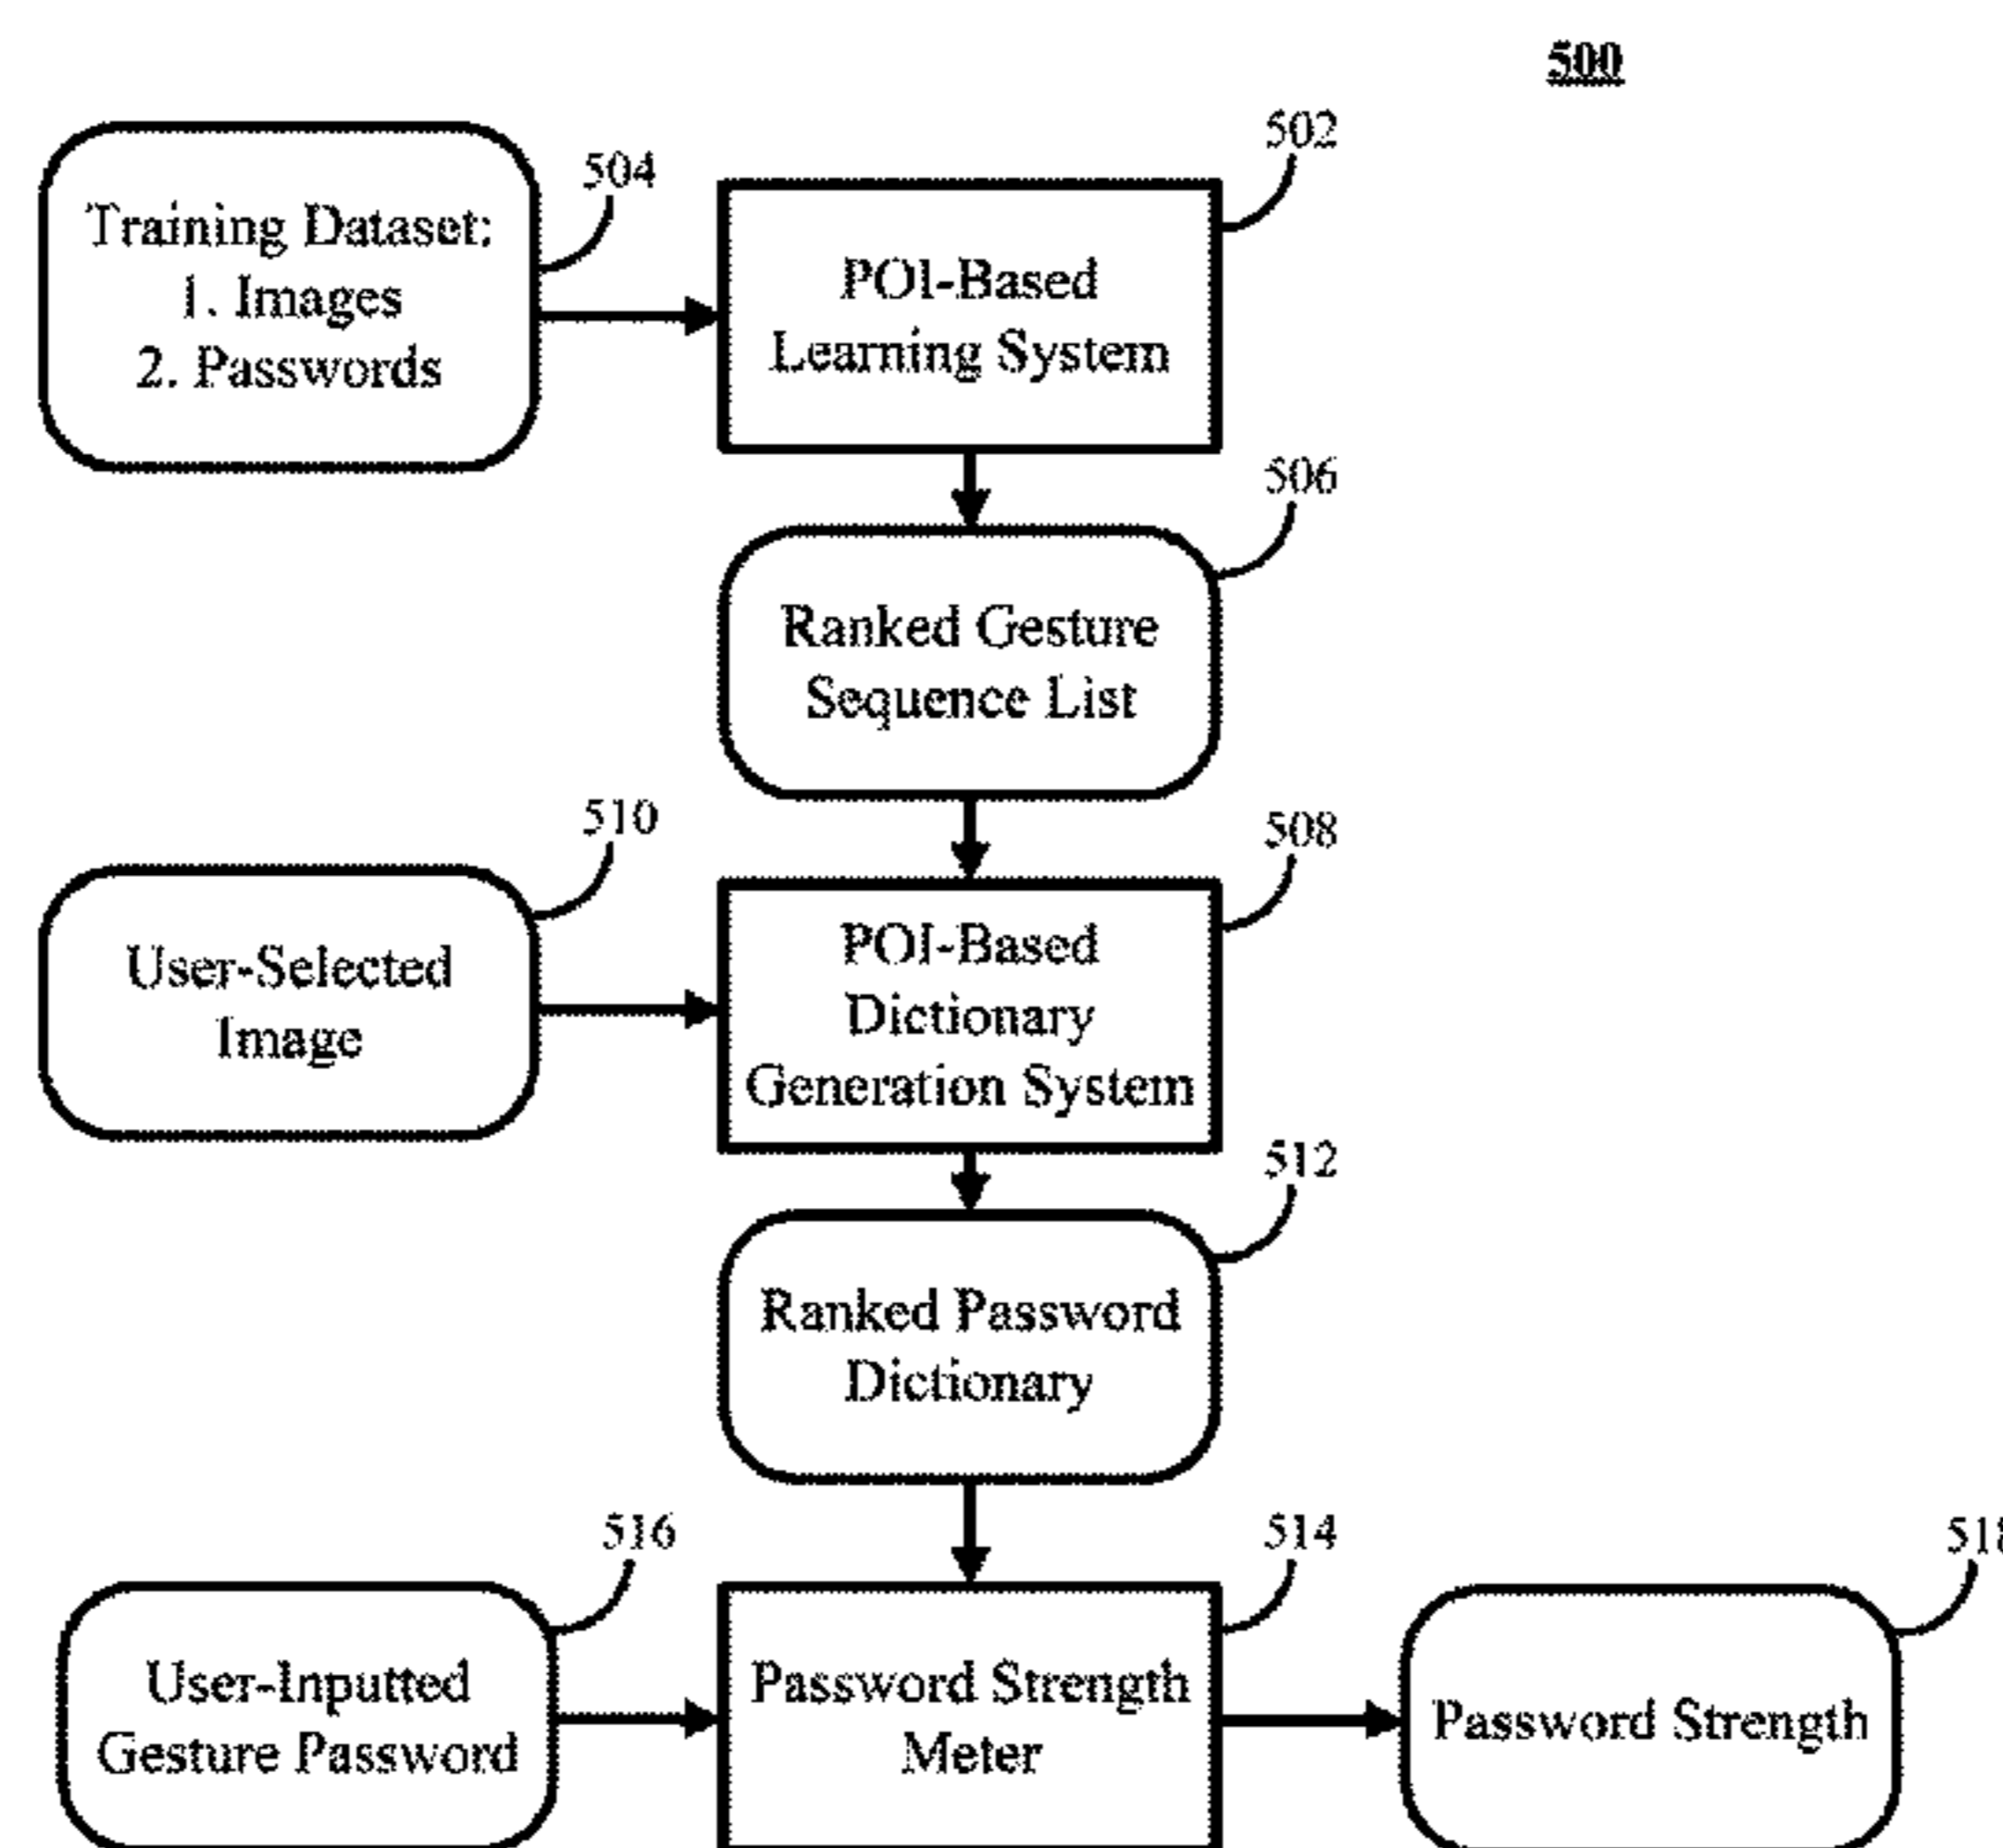 500
502
504
Training Dataset:
1. Images
2. Passwords
POI-Based
Learning System
506
Ranked Gesture
Sequence List
510
508
User-Selected
Image
POI-Based
Dictionary
Generation System
512
Ranked Password
Dictionary
516
514
User-Inputted
Gesture Password
Password Strength
Meter
Password Strength